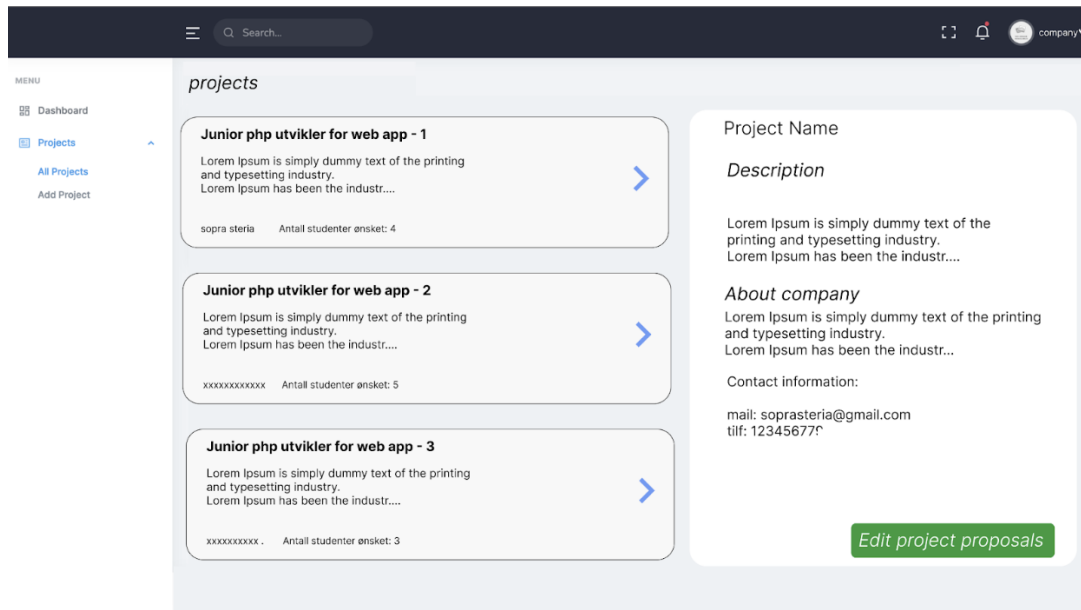 Search...
company
MENU
Dashboard
Projects
All Projects
Add Project
projects
Junior php utvikler for web app - 1
Lorem Ipsum is simply dummy text of the printing
and typesetting industry.
Lorem Ipsum has been the industr....
sopra steria Antall studenter ønsket: 4
Junior php utvikler for web app - 2
Lorem Ipsum is simply dummy text of the printing
and typesetting industry.
Lorem Ipsum has been the industr....
xxxxxxxxxxxx Antall studenter ønsket: 5
Junior php utvikler for web app - 3
Lorem Ipsum is simply dummy text of the printing
and typesetting industry.
Lorem Ipsum has been the industr....
xxxxxxxxxx . Antall studenter ønsket: 3
Project Name
Description
Lorem Ipsum is simply dummy text of the
printing and typesetting industry.
Lorem Ipsum has been the industr....
About company
Lorem Ipsum is simply dummy text of the printing
and typesetting industry.
Lorem Ipsum has been the industr...
Contact information:
mail: soprasteria@gmail.com
tilf:
Edit project proposals